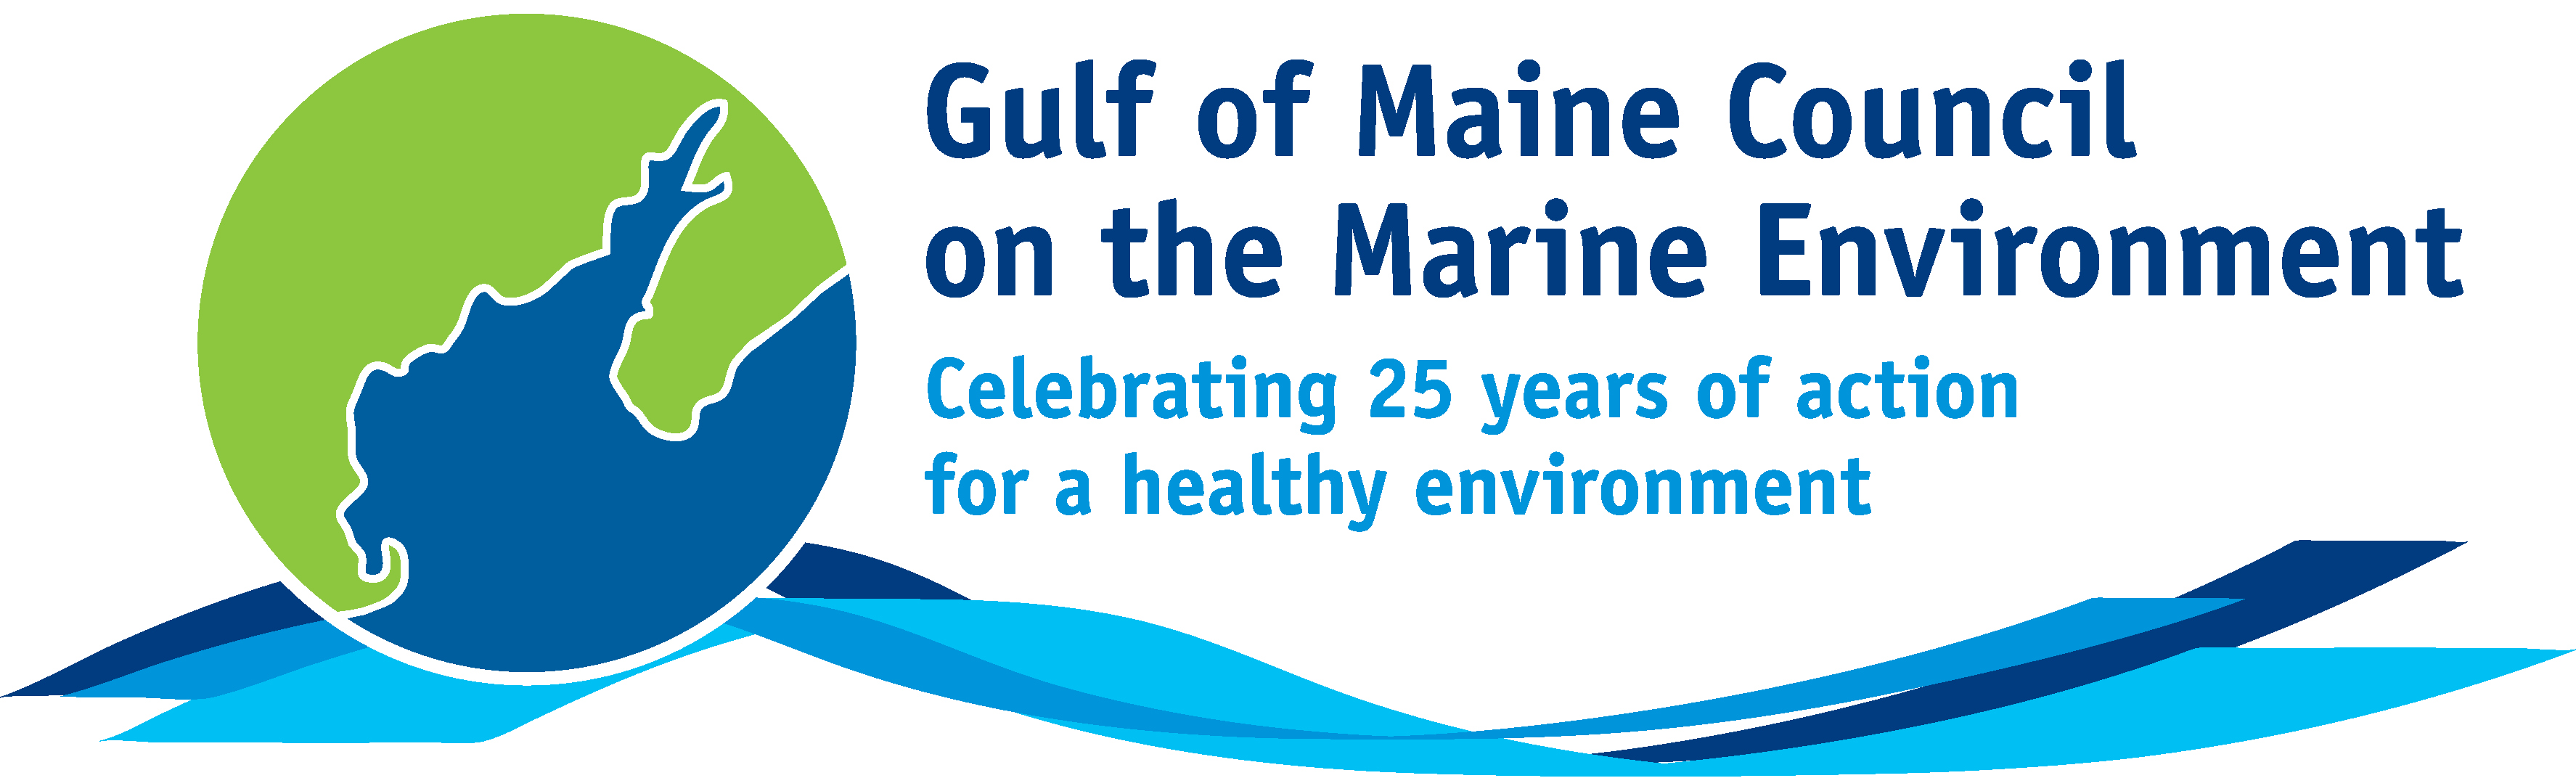 Gulf of Maine Council
on the Marine Environment
Celebrating 25 years of action
for a healthy environment